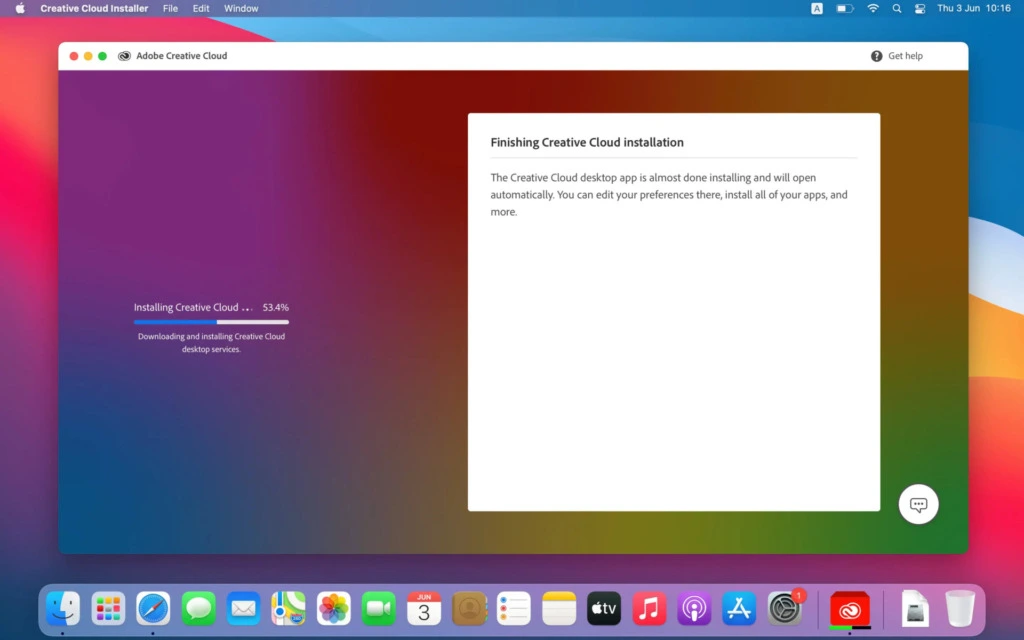 Creative Cloud Installer File Edit Window A Thu 3 Jun 10:16
Adobe Creative Cloud ? Get help
Finishing Creative Cloud installation
The Creative Cloud desktop app is almost done installing and will open
automatically. You can edit your preferences there, install all of your apps, and
more.
Installing Creative Cloud ... 53.4%
Downloading and installing Creative Cloud
desktop services.
JUN
3
tv
1